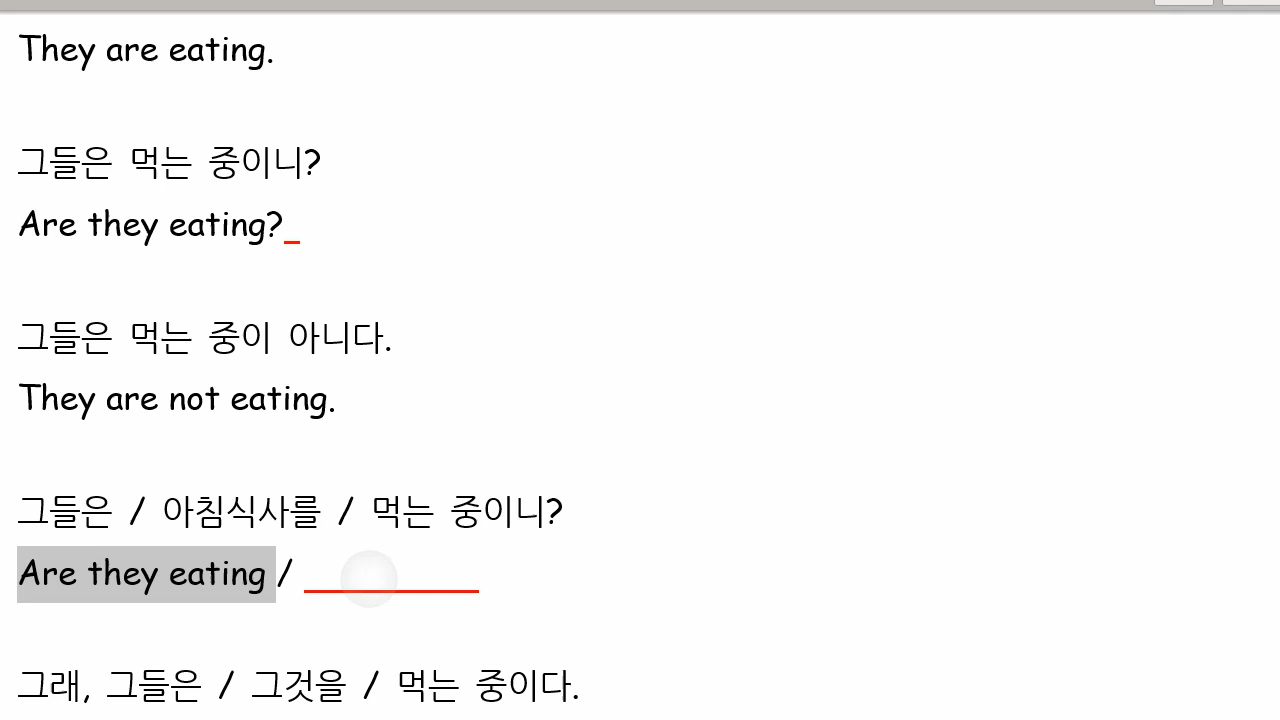 They are eating.
그들은 먹는 중이니?
Are they eating?_
그들은 먹는 중이 아니다.
They are not eating.
그들은 / 아침식사를 / 먹는 중이니?
Are they eating / __________
그래, 그들은 / 그것을 / 먹는 중이다.